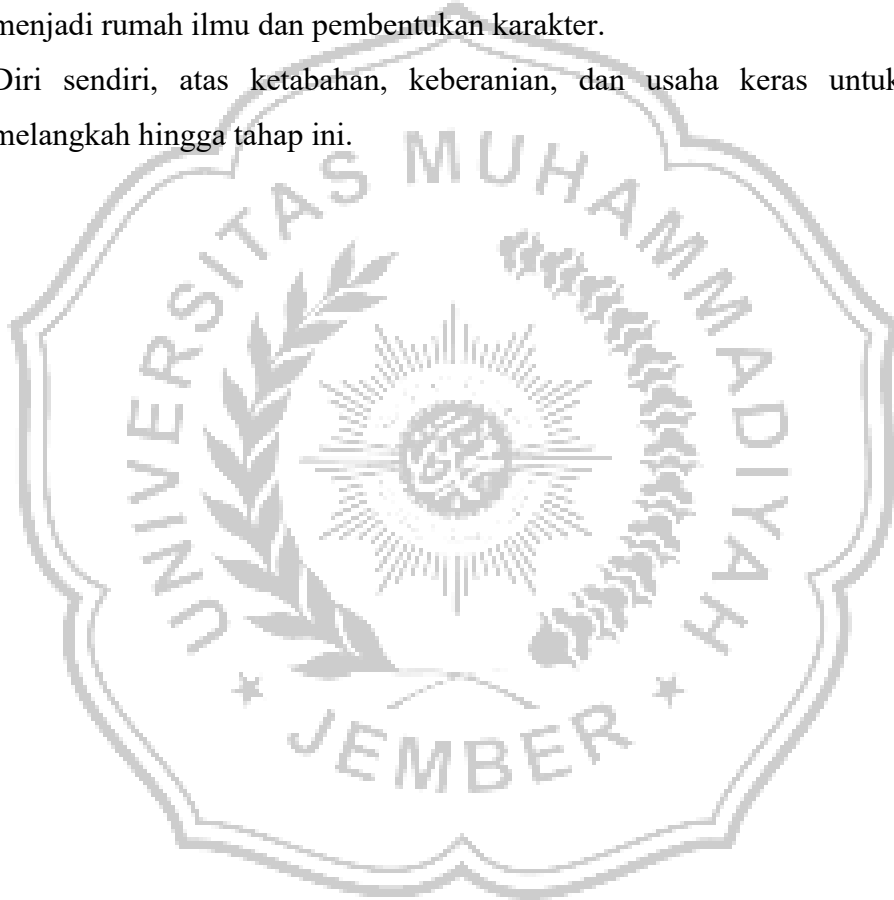 menjadi rumah ilmu dan pembentukan karakter.
Diri sendiri, atas ketabahan, keberanian, dan usaha keras untuk
melangkah hingga tahap ini.
UNIVERSITAS MUHAMMADIYAH
JEMBER